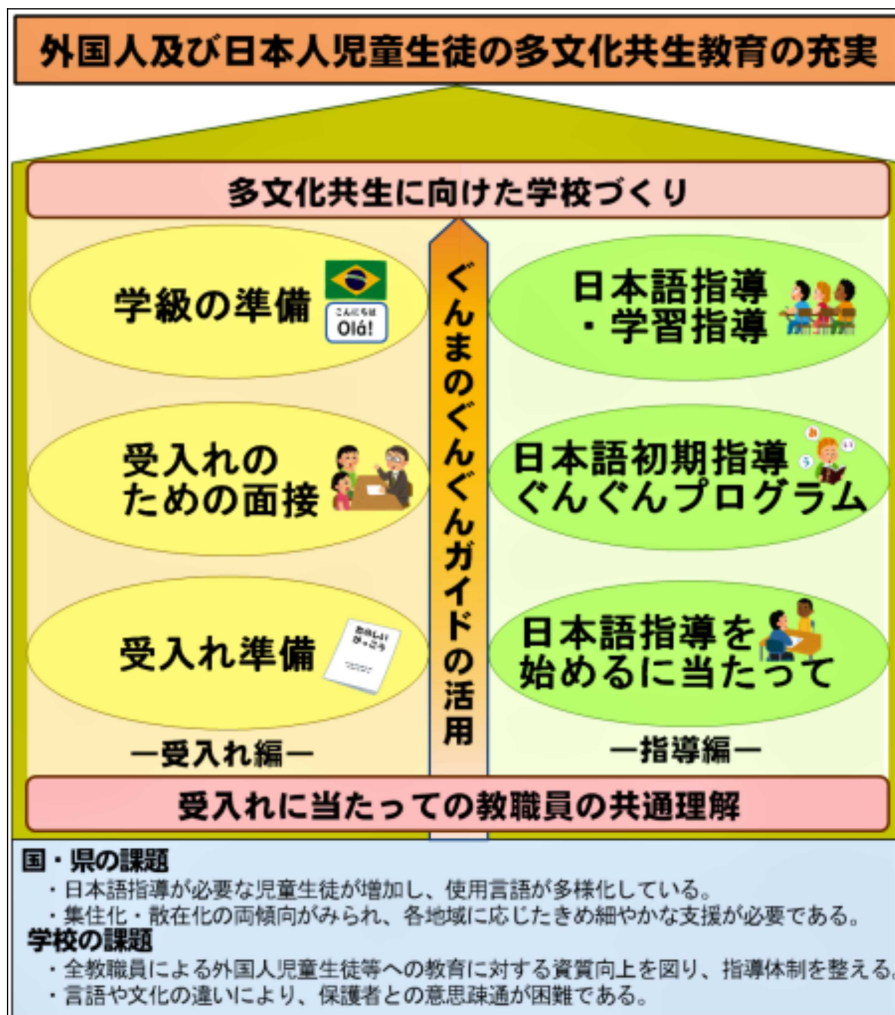 外国人及び日本人児童生徒の多文化共生教育の充実
多文化共生に向けた学校づくり
学級の準備
こんにちは
Olá!
受入れの
ための面接
受入れ準備
たのしい
がっこう
―受入れ編―
ぐんまのぐんぐんガイドの活用
日本語指導
・学習指導
日本語初期指導
ぐんぐんプログラム
あ
い
う
日本語指導を
始めるに当たって
―指導編―
受入れに当たっての教職員の共通理解
国・県の課題
・日本語指導が必要な児童生徒が増加し、使用言語が多様化している。
・集住化・散在化の両傾向がみられ、各地域に応じたきめ細やかな支援が必要である。
学校の課題
・全教職員による外国人児童生徒等への教育に対する資質向上を図り、指導体制を整える。
・言語や文化の違いにより、保護者との意思疎通が困難である。